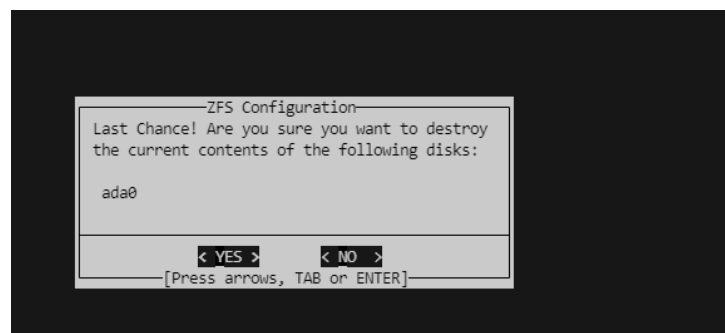 ZFS Configuration
Last Chance! Are you sure you want to destroy
the current contents of the following disks:
ada0
< YES > < NO >
[Press arrows, TAB or ENTER]